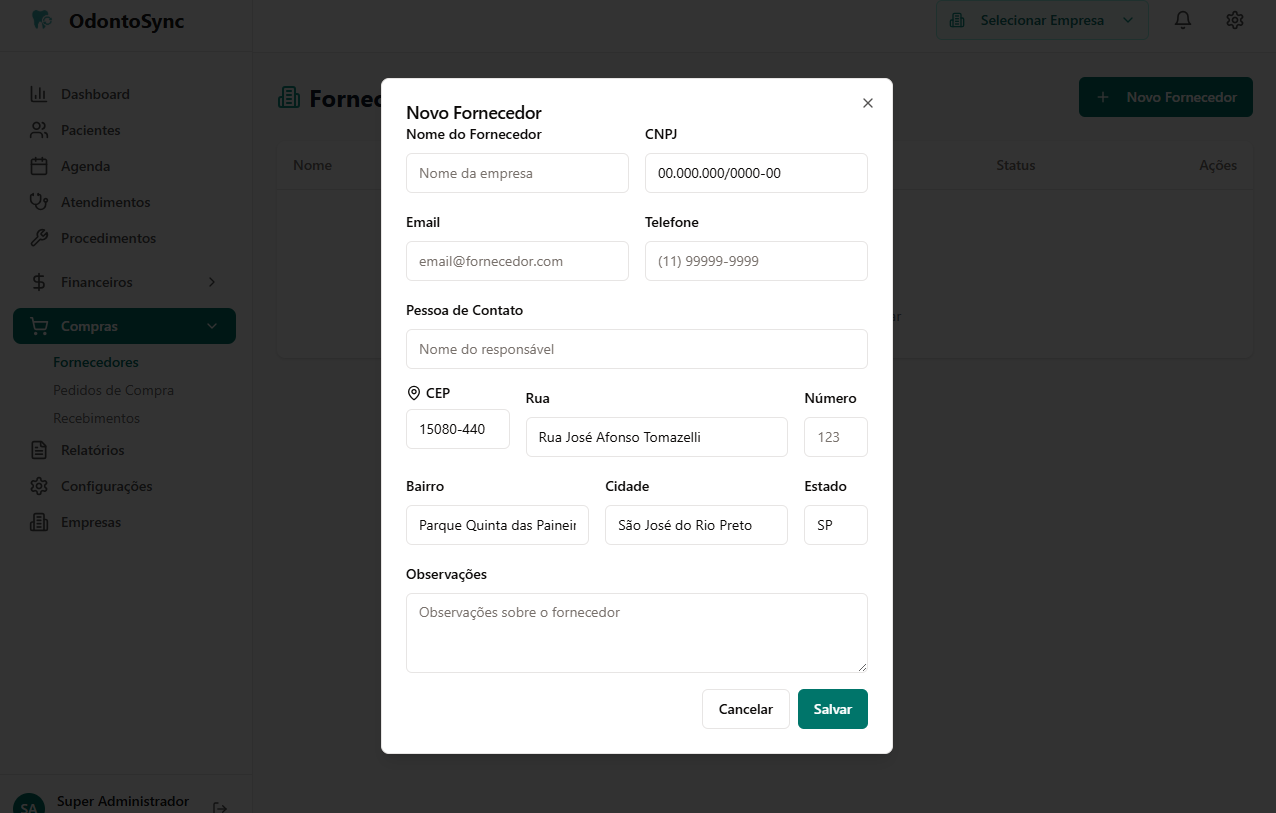 OdontoSync
Selecionar Empresa
Dashboard
Pacientes
Agenda
Atendimentos
Procedimentos
Financeiros
Compras
Fornecedores
Pedidos de Compra
Recebimentos
Relatórios
Configurações
Empresas
Super Administrador
SA
Novo Fornecedor
Nome
Status
Ações
Novo Fornecedor
Nome do Fornecedor
CNPJ
Nome da empresa
00.000.000/0000-00
Email
Telefone
email@fornecedor.com
(11) 99999-9999
Pessoa de Contato
Nome do responsável
CEP
Rua
Número
15080-440
Rua José Afonso Tomazelli
123
Bairro
Cidade
Estado
Parque Quinta das Paineir
São José do Rio Preto
SP
Observações
Observações sobre o fornecedor
Cancelar
Salvar